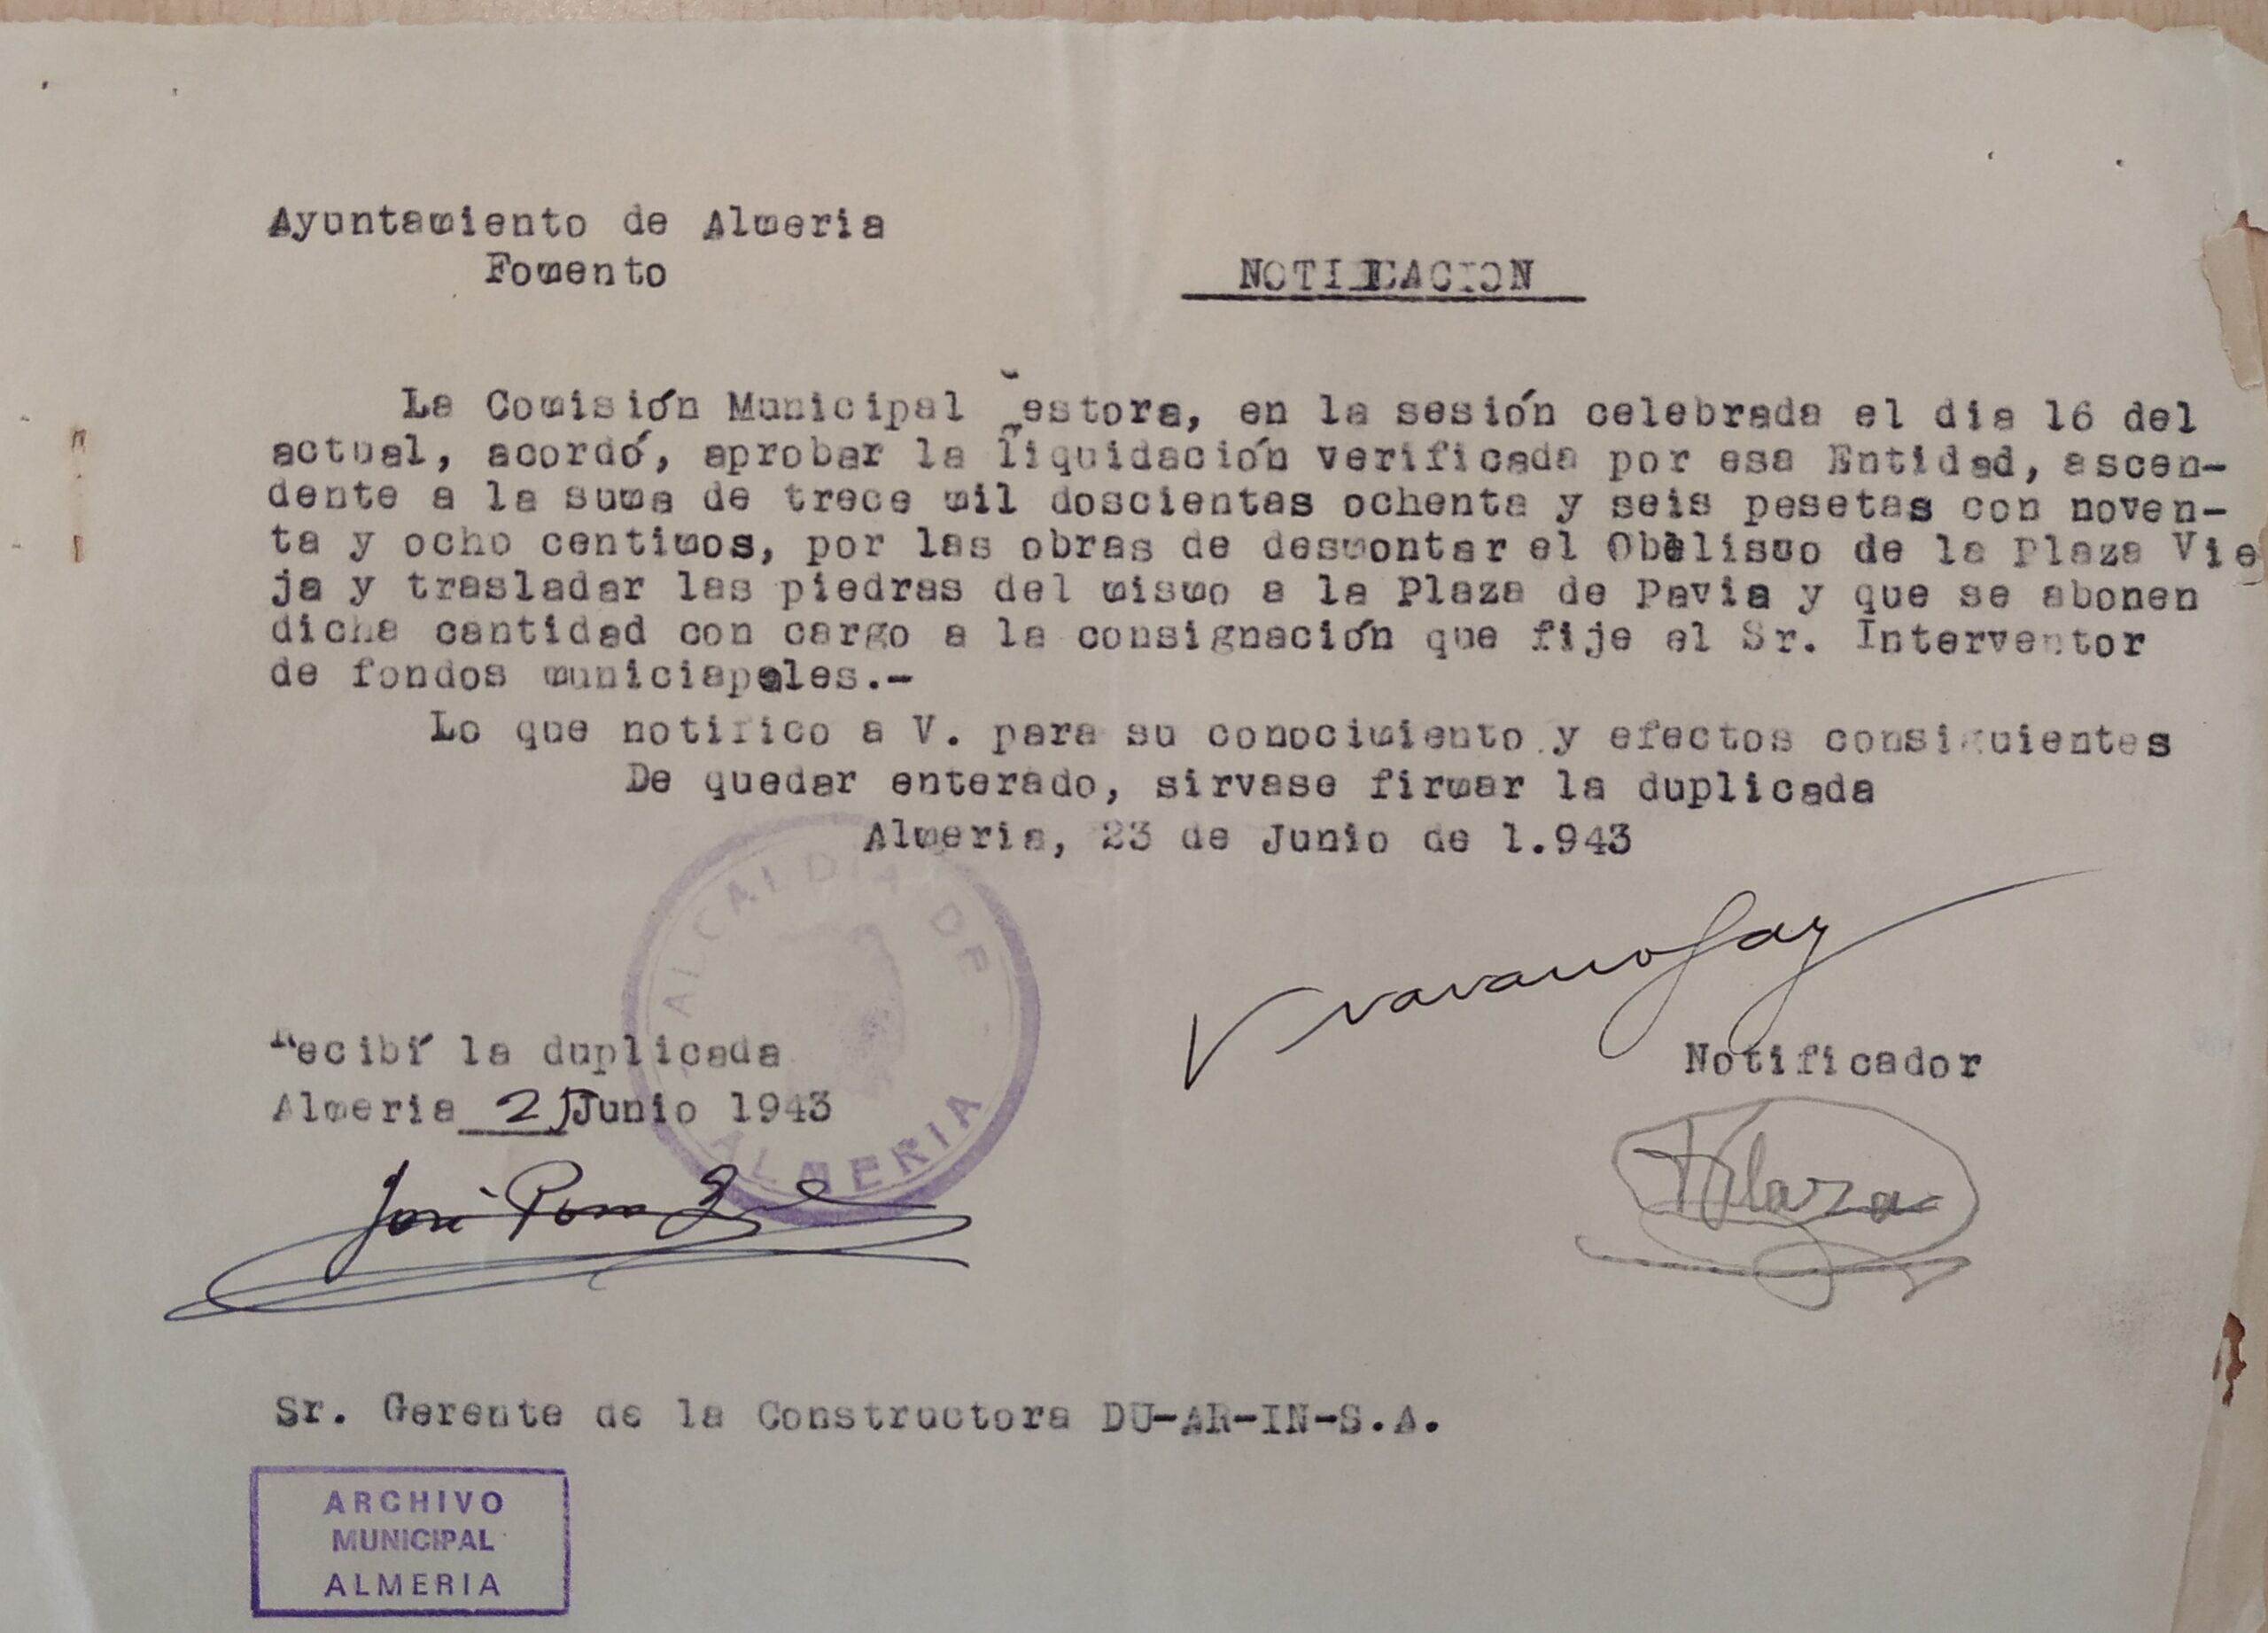 Ayuntamiento de Almeria
Fomento
NOTIFICACION
La Comisión Municipal Gestora, en la sesión celebrada el dia 16 del
actual, acordó, aprobar la liquidación verificada por esa Entidad, ascen-
dente a la suma de trece mil doscientas ochenta y seis pesetas con noven-
ta y ocho centimos, por las obras de desmontar el Obelisco de la Plaza Vie
ja y trasladar las piedras del mismo a la Plaza de Pavia y que se abonen
dicha cantidad con cargo a la consignación que fije el Sr. Interventor
de fondos municiapales.-
Lo que notifico a V. para su conocimiento y efectos consiguientes
De quedar enterado, sirvase firmar la duplicada
Almeria, 23 de Junio de 1.943
ALCALDIA DE
ALMERIA
Recibí la duplicada
Notificador
Almeria 25 Junio 1943
José
Sr. Gerente de la Constructora DU-AR-IN-S.A.
ARCHIVO
MUNICIPAL
ALMERIA